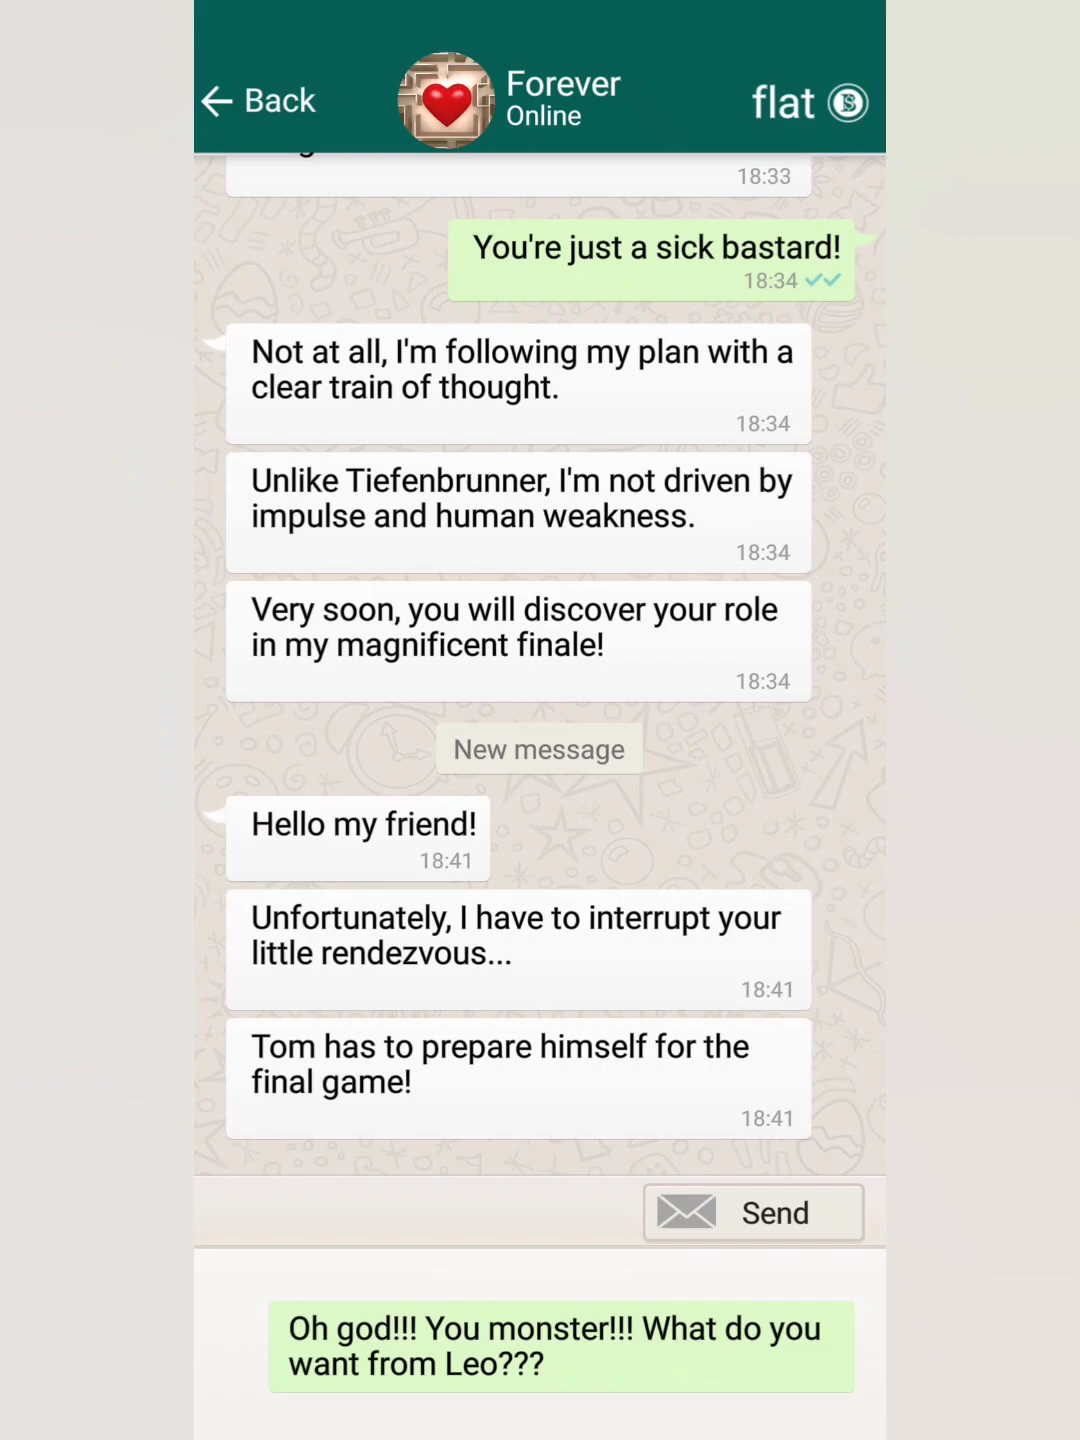 Back
Forever
Online
flat
18:33
You're just a sick bastard!
18:34
Not at all, I'm following my plan with a
clear train of thought.
18:34
Unlike Tiefenbrunner, I'm not driven by
impulse and human weakness.
18:34
Very soon, you will discover your role
in my magnificent finale!
18:34
New message
Hello my friend!
18:41
Unfortunately, I have to interrupt your
little rendezvous...
18:41
Tom has to prepare himself for the
final game!
18:41
Send
Oh god!!! You monster!!! What do you
want from Leo???